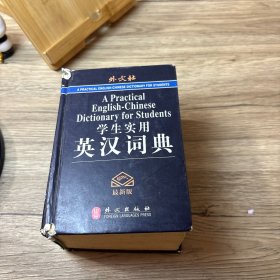 外文社
A PRACTICAL ENGLISH-CHINESE DICTIONARY FOR STUDENTS
A Practical
English-Chinese
Dictionary for Students
学生实用
英汉词典
最新版
外文出版社
FOREIGN LANGUAGES PRESS